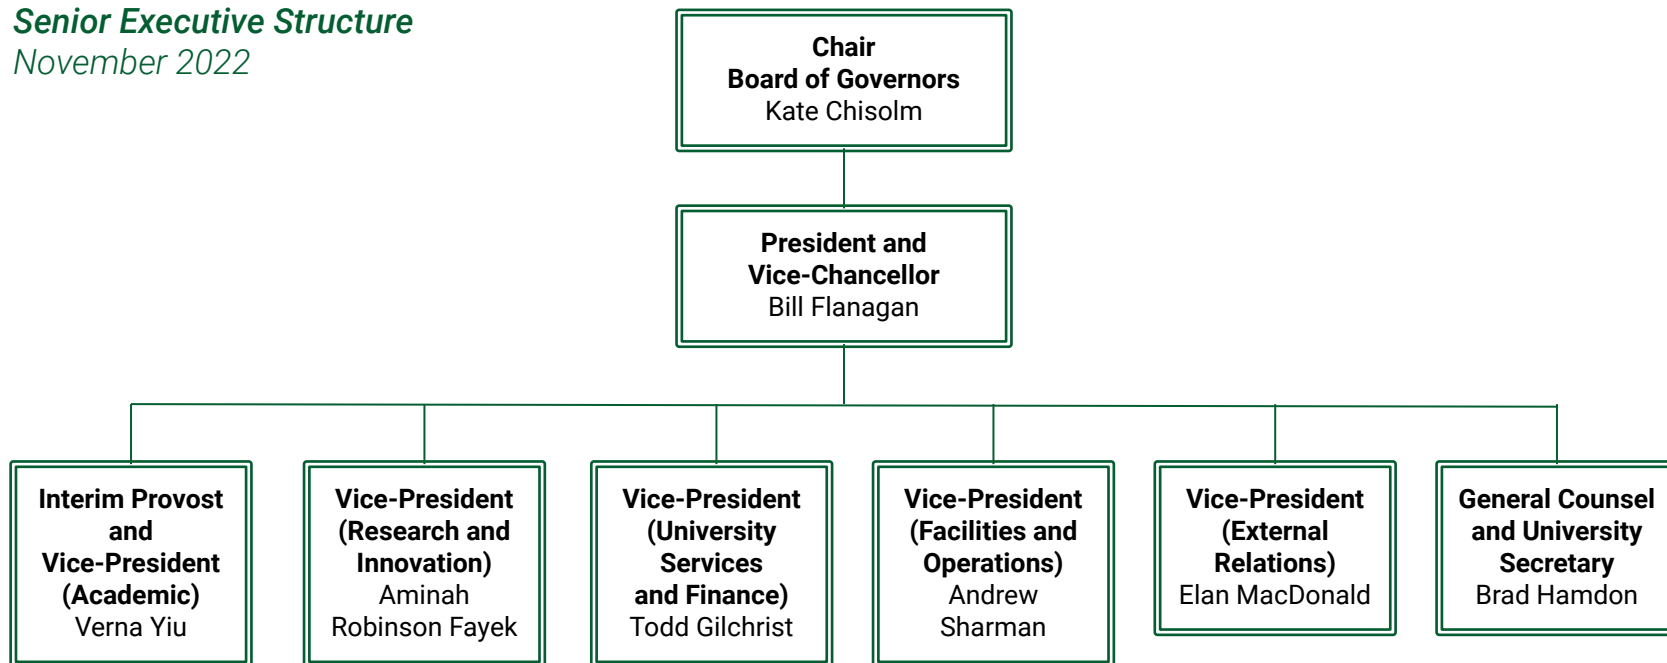 Senior Executive Structure
November 2022
Chair
Board of Governors
Kate Chisolm
President and
Vice-Chancellor
Bill Flanagan
Interim Provost
and
Vice-President
(Academic)
Verna Yiu
Vice-President
(Research and
Innovation)
Aminah
Robinson Fayek
Vice-President
(University
Services
and Finance)
Todd Gilchrist
Vice-President
(Facilities and
Operations)
Andrew
Sharman
Vice-President
(External
Relations)
Elan MacDonald
General Counsel
and University
Secretary
Brad Hamdon